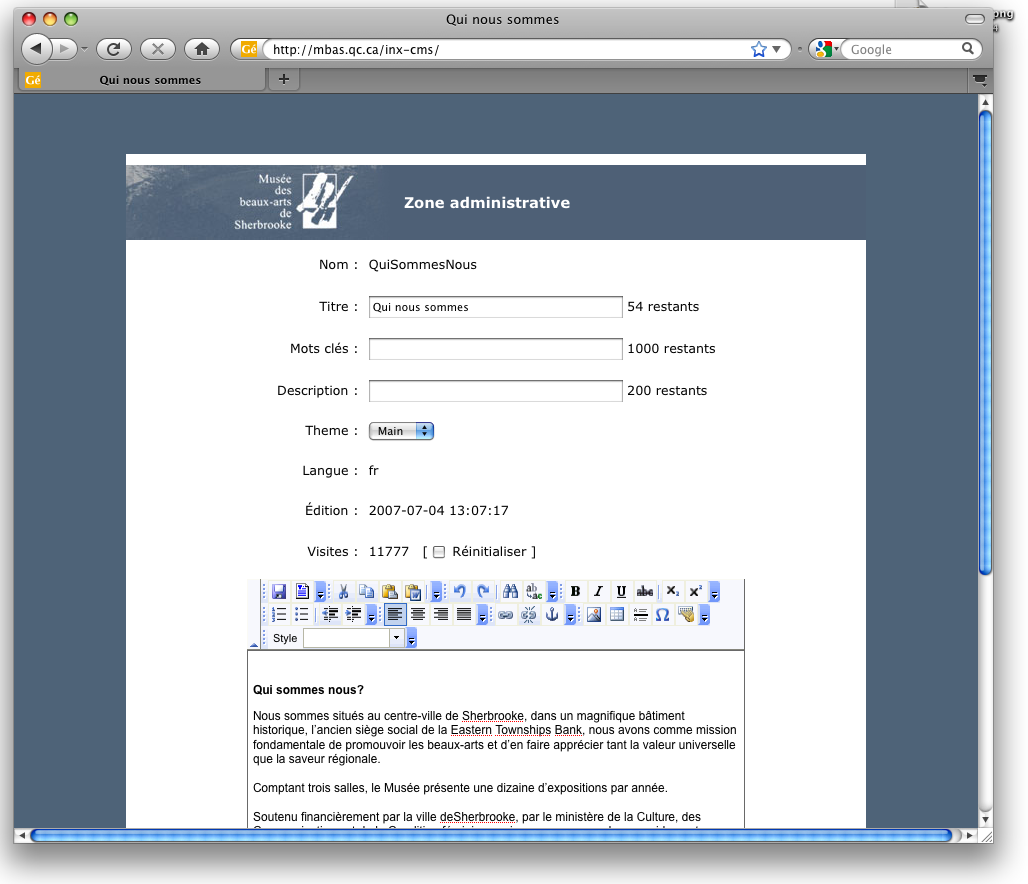 Qui nous sommes
png
Gé http://mbas.qc.ca/inx-cms/ Google
Gé Qui nous sommes +
Musée
des
beaux-arts
de
Sherbrooke
Zone administrative
Nom : QuiSommesNous
Titre : Qui nous sommes 54 restants
Mots clés : 1000 restants
Description : 200 restants
Theme : Main
Langue : fr
Édition : 2007-07-04 13:07:17
Visites : 11777 [ Réinitialiser ]
B I U abc X₂ X²
Ω
Style
Qui sommes nous?
Nous sommes situés au centre-ville de Sherbrooke, dans un magnifique bâtiment
historique, l'ancien siège social de la Eastern Townships Bank, nous avons comme mission
fondamentale de promouvoir les beaux-arts et d'en faire apprécier tant la valeur universelle
que la saveur régionale.
Comptant trois salles, le Musée présente une dizaine d'expositions par année.
Soutenu financièrement par la ville deSherbrooke, par le ministère de la Culture, des